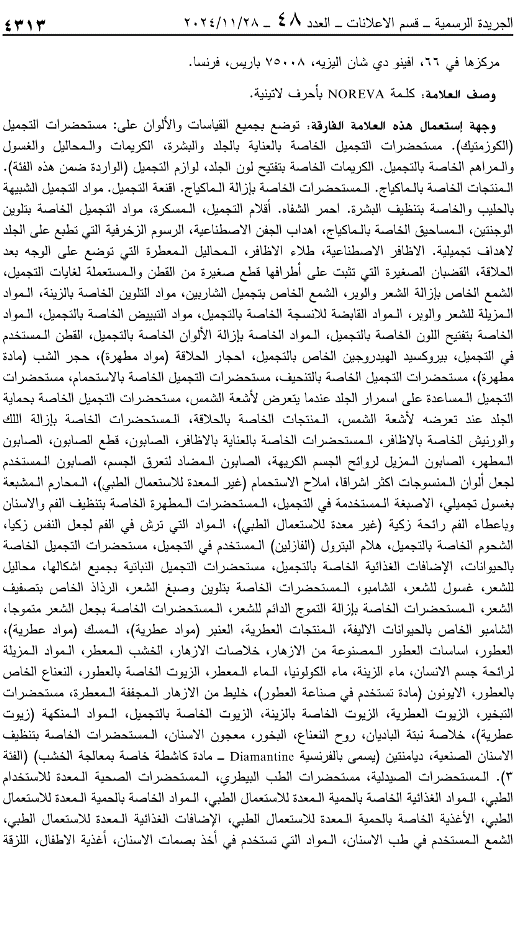 الجريدة الرسمية ــ قسم الاعلانات ــ العدد ٤٨ ــ ٢٠٢٤/١١/٢٨
٤٣١٣
مركزها في ٦٦، افينو دي شان اليزيه، ٧٥٠٠٨ باريس، فرنسا.
وصف العلامة: كلمة NOREVA بأحرف لاتينية.
وجهة إستعمال هذه العلامة الفارقة: توضع بجميع القياسات والألوان على: مستحضرات التجميل
(الكوزمتيك). مستحضرات التجميل الخاصة بالعناية بالجلد والبشرة، الكريمات والمحاليل والغسول
والمراهم الخاصة بالتجميل. الكريمات الخاصة بتفتيح لون الجلد، لوازم التجميل (الواردة ضمن هذه الفئة).
المنتجات الخاصة بالماكياج. المستحضرات الخاصة بإزالة الماكياج. اقنعة التجميل. مواد التجميل الشبيهة
بالحليب والخاصة بتنظيف البشرة. احمر الشفاه. أقلام التجميل، المسكرة، مواد التجميل الخاصة بتلوين
الوجنتين، المساحيق الخاصة بالماكياج، اهداب الجفن الاصطناعية، الرسوم الزخرفية التي تطبع على الجلد
لاهداف تجميلية. الاظافر الاصطناعية، طلاء الاظافر، المحاليل المعطرة التي توضع على الوجه بعد
الحلاقة، القضبان الصغيرة التي تثبت على أطرافها قطع صغيرة من القطن والمستعملة لغايات التجميل،
الشمع الخاص بإزالة الشعر والوبر، الشمع الخاص بتجميل الشاربين، مواد التلوين الخاصة بالزينة، المواد
المزيلة للشعر والوبر، المواد القابضة للانسجة الخاصة بالتجميل، مواد التبييض الخاصة بالتجميل، المواد
الخاصة بتفتيح اللون الخاصة بالتجميل، المواد الخاصة بإزالة الألوان الخاصة بالتجميل، القطن المستخدم
في التجميل، بيروكسيد الهيدروجين الخاص بالتجميل، احجار الحلاقة (مواد مطهرة)، حجر الشب (مادة
مطهرة)، مستحضرات التجميل الخاصة بالتنحيف، مستحضرات التجميل الخاصة بالاستحمام، مستحضرات
التجميل المساعدة على اسمرار الجلد عندما يتعرض لأشعة الشمس، مستحضرات التجميل الخاصة بحماية
الجلد عند تعرضه لأشعة الشمس، المنتجات الخاصة بالحلاقة، المستحضرات الخاصة بإزالة اللك
والورنيش الخاصة بالاظافر، المستحضرات الخاصة بالعناية بالاظافر، الصابون، قطع الصابون، الصابون
المطهر، الصابون المزيل لروائح الجسم الكريهة، الصابون المضاد لتعرق الجسم، الصابون المستخدم
لجعل ألوان المنسوجات اكثر اشراقا، املاح الاستحمام (غير المعدة للاستعمال الطبي)، المحارم المشبعة
بغسول تجميلي، الاصبغة المستخدمة في التجميل، المستحضرات المطهرة الخاصة بتنظيف الفم والاسنان
وباعطاء الفم رائحة زكية (غير معدة للاستعمال الطبي)، المواد التي ترش في الفم لجعل النفس زكيا،
الشحوم الخاصة بالتجميل، هلام البترول (الفازلين) المستخدم في التجميل، مستحضرات التجميل الخاصة
بالحيوانات، الإضافات الغذائية الخاصة بالتجميل، مستحضرات التجميل النباتية بجميع اشكالها، محاليل
للشعر، غسول للشعر، الشامبو، المستحضرات الخاصة بتلوين وصبغ الشعر، الرذاذ الخاص بتصفيف
الشعر، المستحضرات الخاصة بإزالة التموج الدائم للشعر، المستحضرات الخاصة بجعل الشعر متموجا،
الشامبو الخاص بالحيوانات الاليفة، المنتجات العطرية، العنبر (مواد عطرية)، المسك (مواد عطرية)،
العطور، اساسات العطور المصنوعة من الازهار، خلاصات الازهار، الخشب المعطر، المواد المزيلة
لرائحة جسم الانسان، ماء الزينة، ماء الكولونيا، الماء المعطر، الزيوت الخاصة بالعطور، النعناع الخاص
بالعطور، الايونون (مادة تستخدم في صناعة العطور)، خليط من الازهار المجففة المعطرة، مستحضرات
التبخير، الزيوت العطرية، الزيوت الخاصة بالزينة، الزيوت الخاصة بالتجميل، المواد المنكهة (زيوت
عطرية)، خلاصة نبتة الباديان، روح النعناع، البخور، معجون الاسنان، المستحضرات الخاصة بتنظيف
الاسنان الصنعية، ديامنتين (يسمى بالفرنسية Diamantine ــ مادة كاشطة خاصة بمعالجة الخشب) (الفئة
٣). المستحضرات الصيدلية، مستحضرات الطب البيطري، المستحضرات الصحية المعدة للاستخدام
الطبي، المواد الغذائية الخاصة بالحمية المعدة للاستعمال الطبي، المواد الخاصة بالحمية المعدة للاستعمال
الطبي، الأغذية الخاصة بالحمية المعدة للاستعمال الطبي، الإضافات الغذائية المعدة للاستعمال الطبي،
الشمع المستخدم في طب الاسنان، المواد التي تستخدم في أخذ بصمات الاسنان، أغذية الاطفال، اللزقة